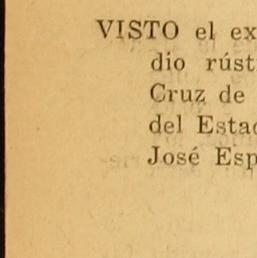 VISTO el ex
dio rúst
Cruz de
del Estad
José Esp